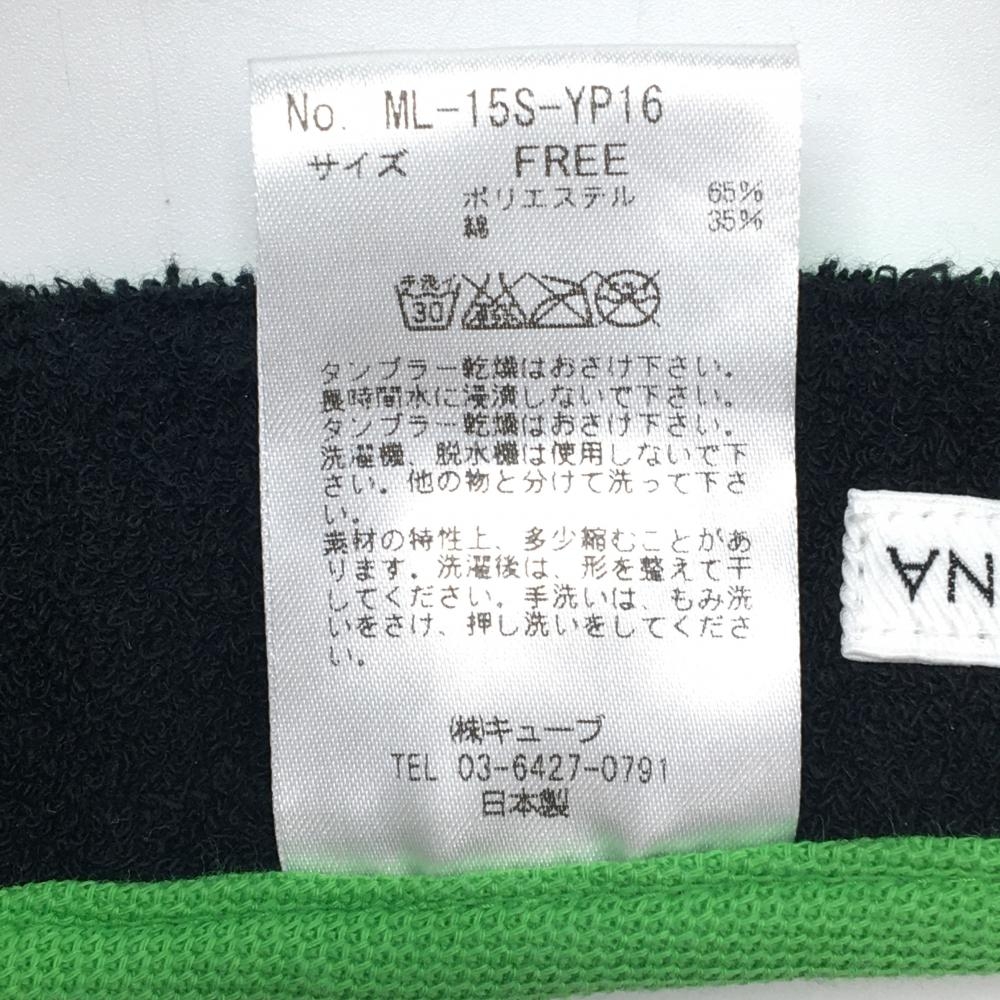 No. ML-15S-YP16
サイズ FREE
ポリエステル 65%
綿 35%
手洗イ
30
タンブラー乾燥はおさけ下さい。
長時間水に浸漬しないで下さい。
タンブラー乾燥はおさけ下さい。
洗濯機、脱水機は使用しないで下
さい。他の物と分けて洗って下さ
い。
素材の特性上、多少縮むことがあ
ります。洗濯後は、形を整えて干
してください。手洗いは、もみ洗
いをさけ、押し洗いをしてくださ
い。
㈱キューブ
TEL 03-6427-0791
日本製
NA